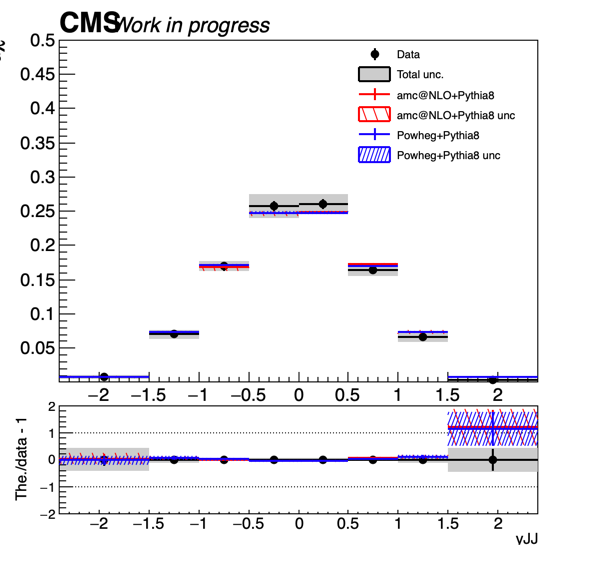 CMS Work in progress
0.5
0.45
0.4
0.35
0.3
0.25
0.2
0.15
0.1
0.05
Data
Total unc.
amc@NLO+Pythia8
amc@NLO+Pythia8 unc
Powheg+Pythia8
Powheg+Pythia8 unc
−2 −1.5 −1 −0.5 0 0.5 1 1.5 2
The./data - 1
2
1
0
−1
−2
−2 −1.5 −1 −0.5 0 0.5 1 1.5 2
yJJ